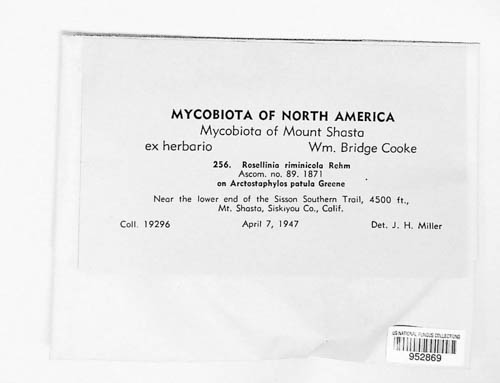 MYCOBIOTA OF NORTH AMERICA
Mycobiota of Mount Shasta
ex herbario Wm. Bridge Cooke
256. Rosellinia riminicola Rehm
Ascom. no. 89. 1871
on Arctostaphylos patula Greene
Near the lower end of the Sisson Southern Trail, 4500 ft.,
Mt. Shasta, Siskiyou Co., Calif.
Coll. 19296 April 7, 1947 Det. J. H. Miller
US NATIONAL FUNGUS COLLECTIONS
952869